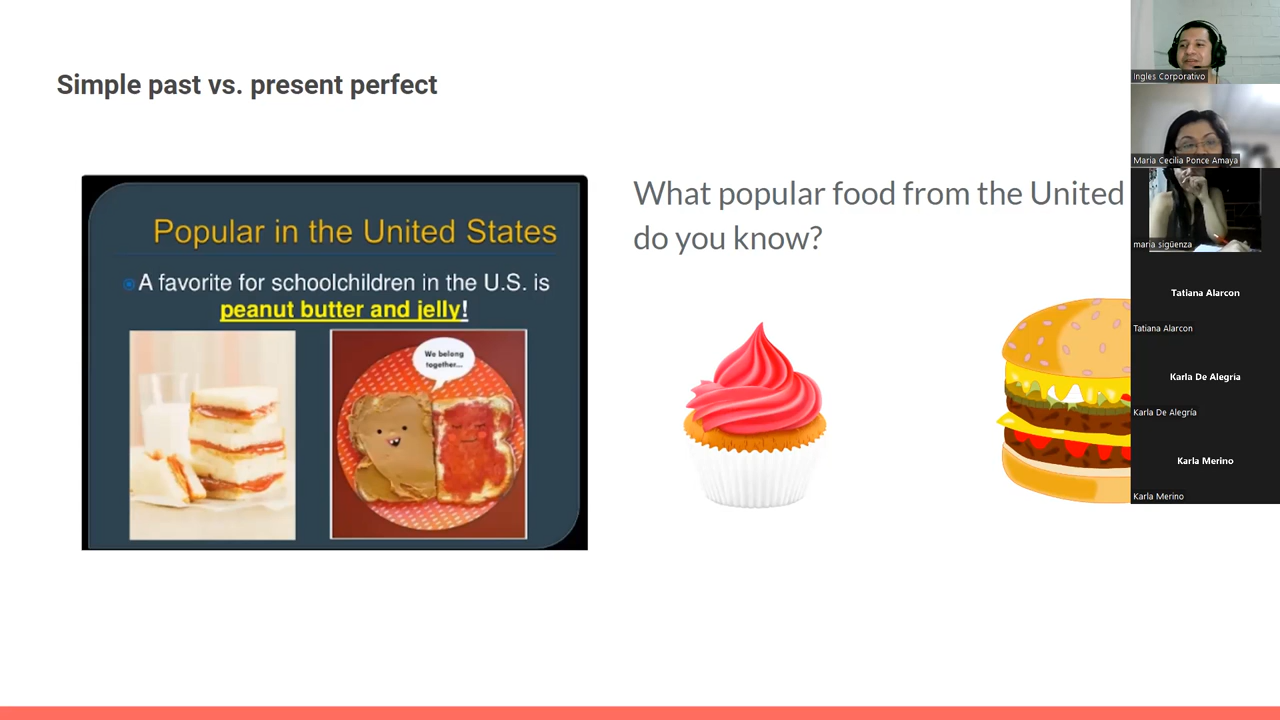 Simple past vs. present perfect
Popular in the United States
A favorite for schoolchildren in the U.S. is
peanut butter and jelly!
We belong
together...
What popular food from the United
do you know?
Ingles Corporativo
Maria Cecilia Ponce Amaya
maria sigüenza
Tatiana Alarcon
Tatiana Alarcon
Karla De Alegría
Karla De Alegría
Karla Merino
Karla Merino